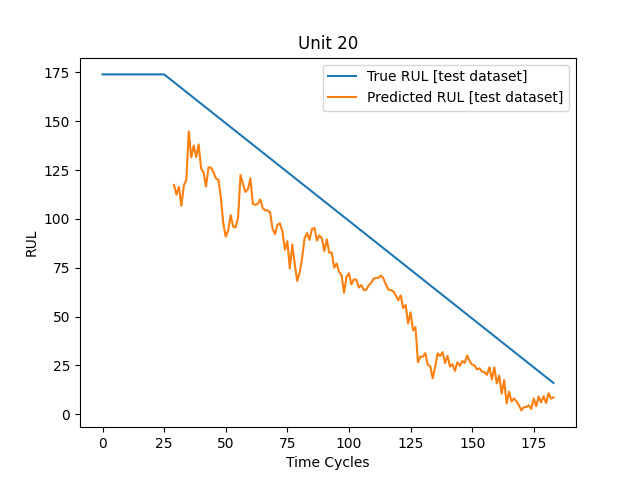 Unit 20
True RUL [test dataset]
Predicted RUL [test dataset]
175
150
125
100
75
50
25
0
RUL
0 25 50 75 100 125 150 175
Time Cycles